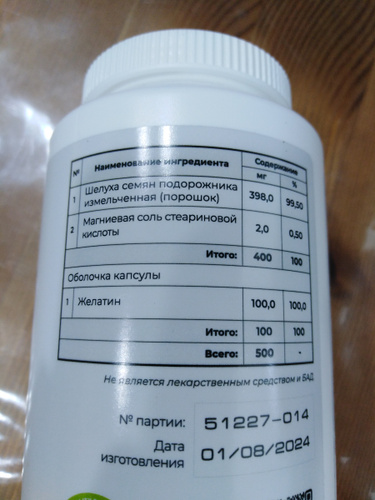 № Наименование ингредиента Содержание
мг %
1 Шелуха семян подорожника
измельченная (порошок) 398,0 99,50
2 Магниевая соль стеариновой
кислоты 2,0 0,50
Итого: 400 100
Оболочка капсулы
1 Желатин 100,0 100,0
Итого: 100 100
Всего: 500 -
Не является лекарственным средством и БАД
№ партии: 51227-014
Дата
изготовления 01/08/2024